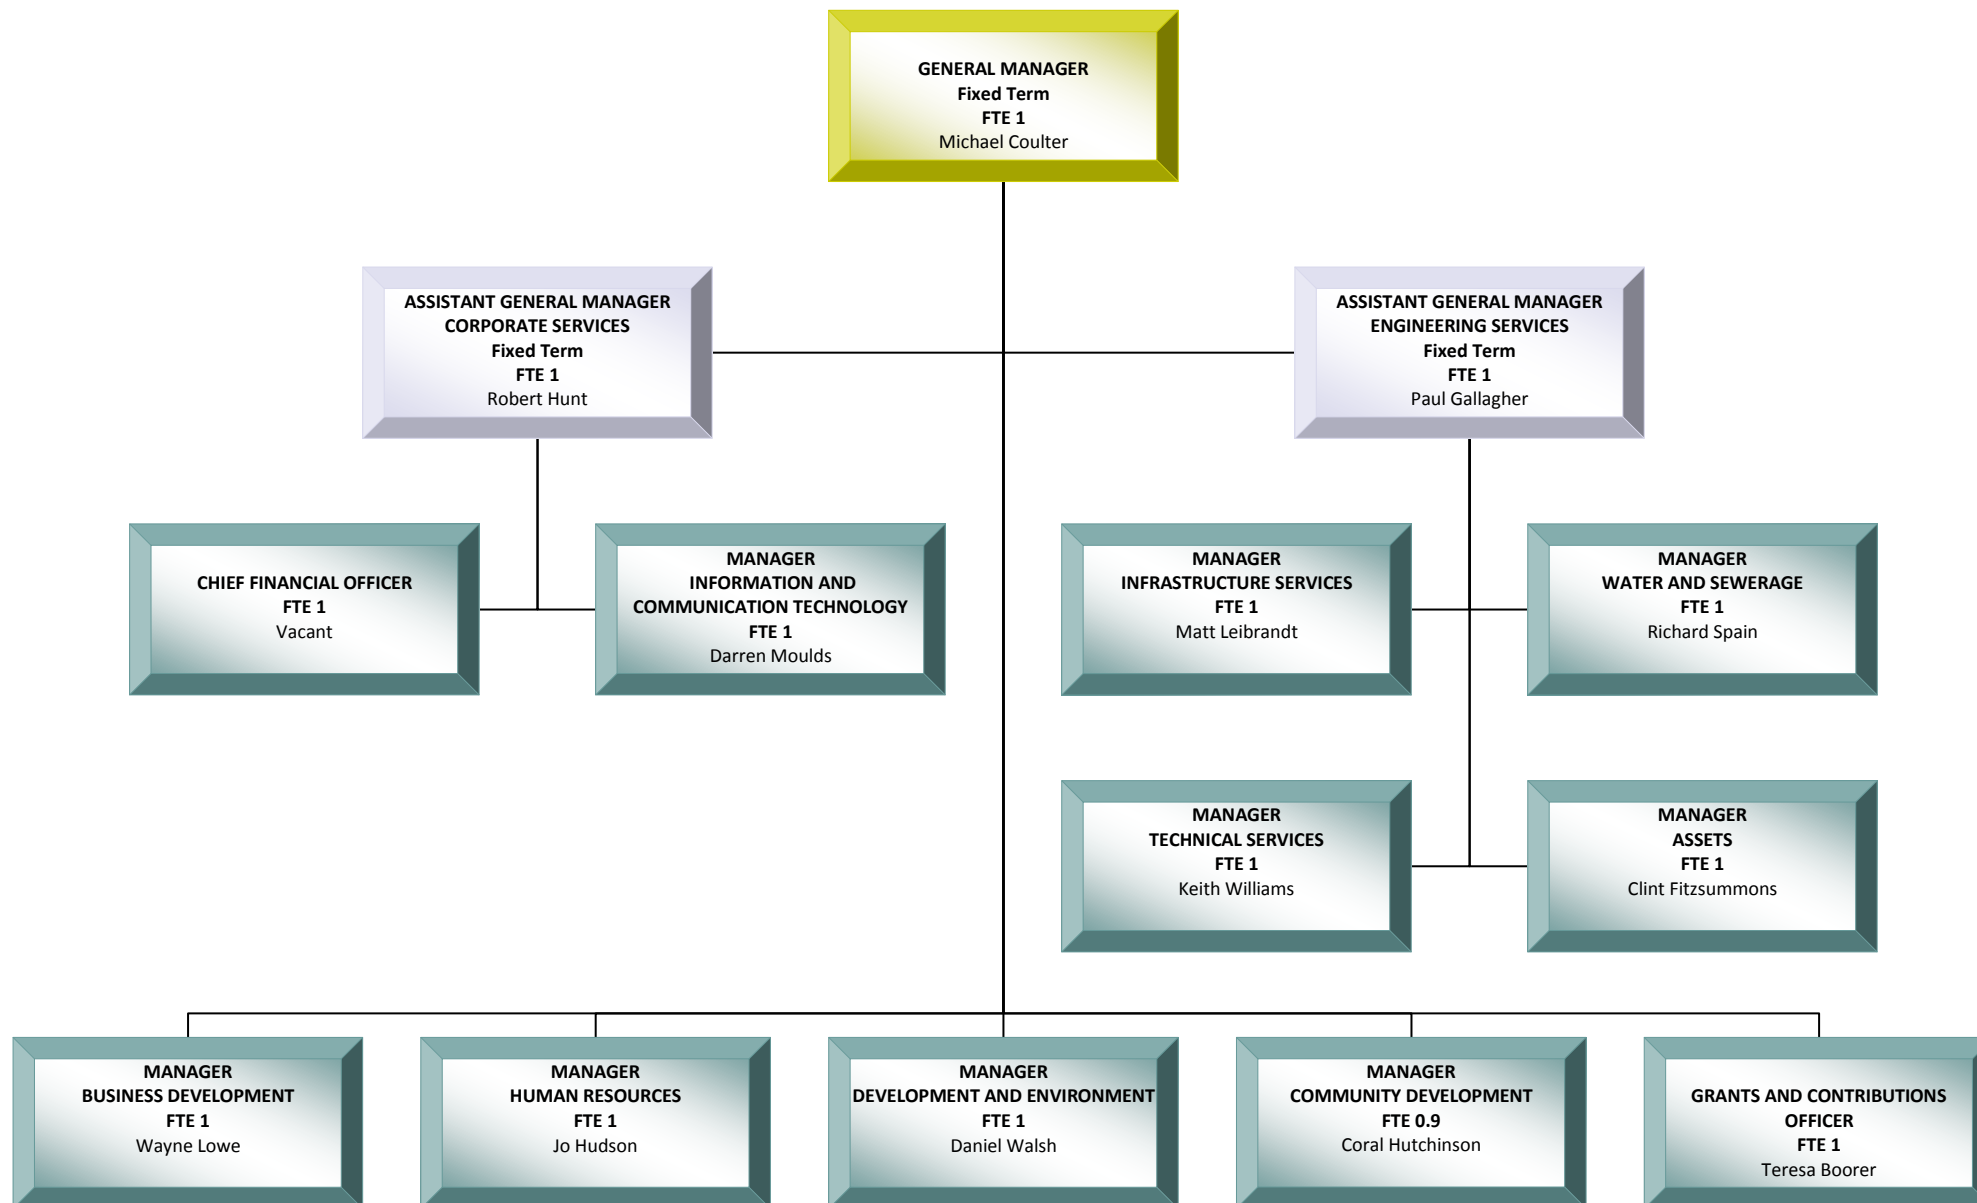 GENERAL MANAGER
Fixed Term
FTE 1
Michael Coulter
ASSISTANT GENERAL MANAGER
CORPORATE SERVICES
Fixed Term
FTE 1
Robert Hunt
ASSISTANT GENERAL MANAGER
ENGINEERING SERVICES
Fixed Term
FTE 1
Paul Gallagher
CHIEF FINANCIAL OFFICER
FTE 1
Vacant
MANAGER
INFORMATION AND
COMMUNICATION TECHNOLOGY
FTE 1
Darren Moulds
MANAGER
INFRASTRUCTURE SERVICES
FTE 1
Matt Leibrandt
MANAGER
WATER AND SEWERAGE
FTE 1
Richard Spain
MANAGER
TECHNICAL SERVICES
FTE 1
Keith Williams
MANAGER
ASSETS
FTE 1
Clint Fitzsummons
MANAGER
BUSINESS DEVELOPMENT
FTE 1
Wayne Lowe
MANAGER
HUMAN RESOURCES
FTE 1
Jo Hudson
MANAGER
DEVELOPMENT AND ENVIRONMENT
FTE 1
Daniel Walsh
MANAGER
COMMUNITY DEVELOPMENT
FTE 0.9
Coral Hutchinson
GRANTS AND CONTRIBUTIONS
OFFICER
FTE 1
Teresa Boorer